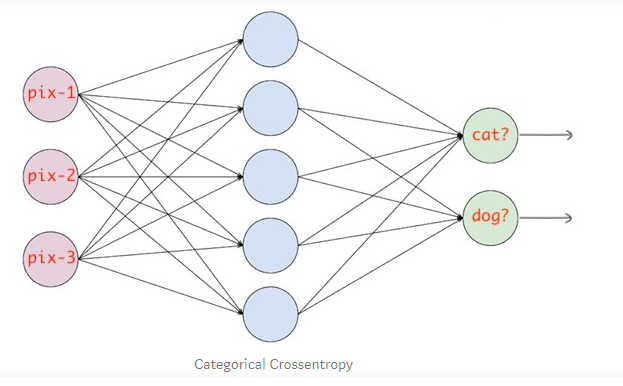 pix-1
pix-2
pix-3
cat?
dog?
Categorical Crossentropy